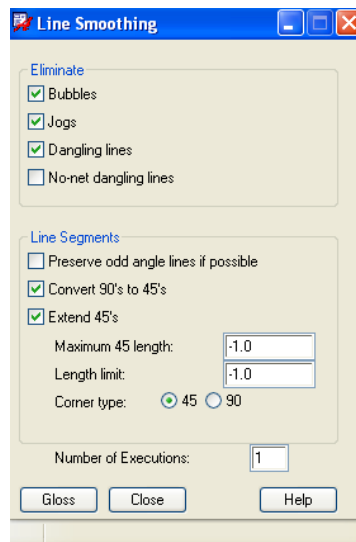 Line Smoothing
Eliminate
Bubbles
Jogs
Dangling lines
No-net dangling lines
Line Segments
Preserve odd angle lines if possible
Convert 90's to 45's
Extend 45's
Maximum 45 length: -1.0
Length limit: -1.0
Corner type: 45 90
Number of Executions: 1
Gloss Close Help